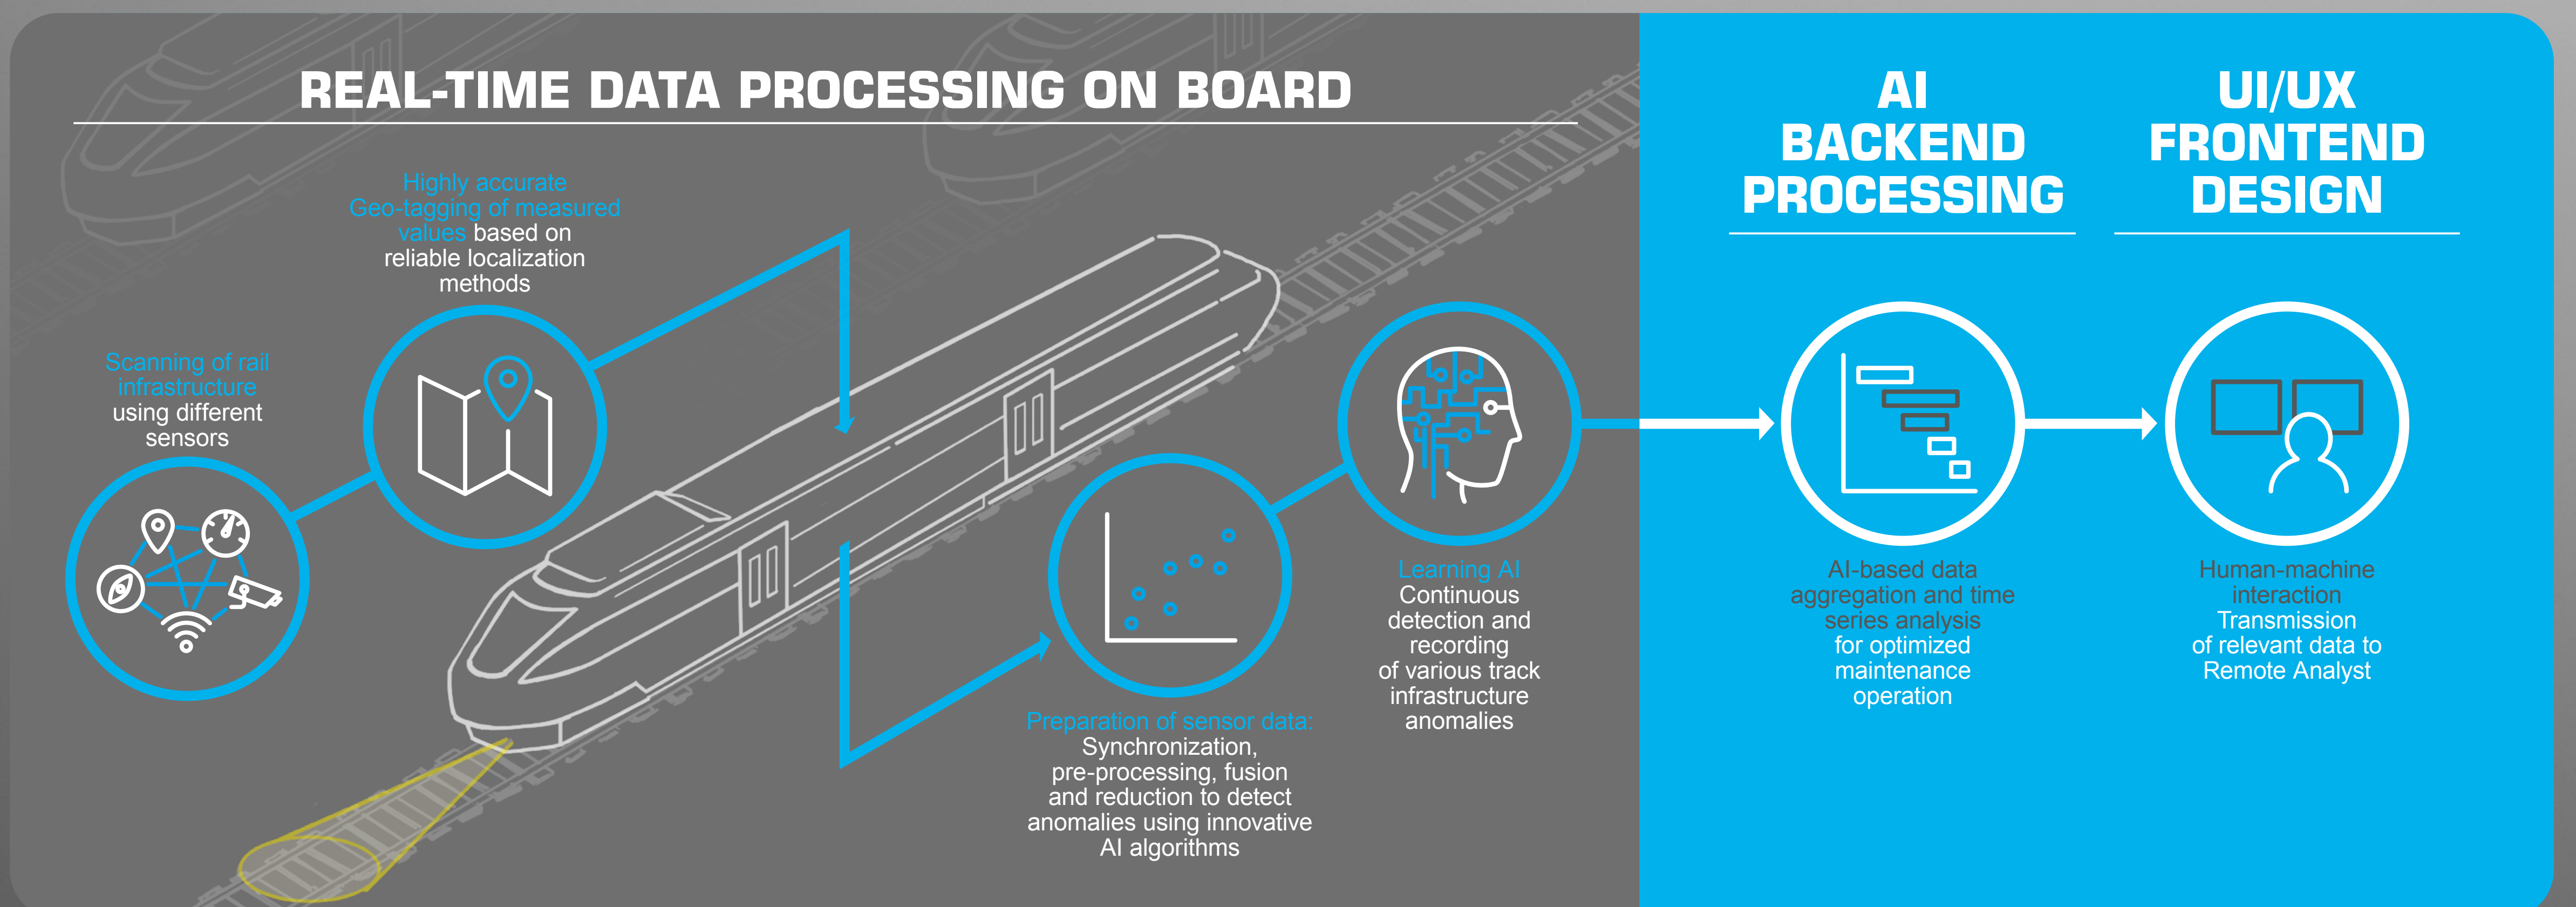 REAL-TIME DATA PROCESSING ON BOARD
Scanning of rail
infrastructure
using different
sensors
Highly accurate
Geo-tagging of measured
values based on
reliable localization
methods
Preparation of sensor data:
Synchronization,
pre-processing, fusion
and reduction to detect
anomalies using innovative
AI algorithms
Learning AI
Continuous
detection and
recording
of various track
infrastructure
anomalies
AI
BACKEND
PROCESSING
AI-based data
aggregation and time
series analysis
for optimized
maintenance
operation
UI/UX
FRONTEND
DESIGN
Human-machine
interaction
Transmission
of relevant data to
Remote Analyst